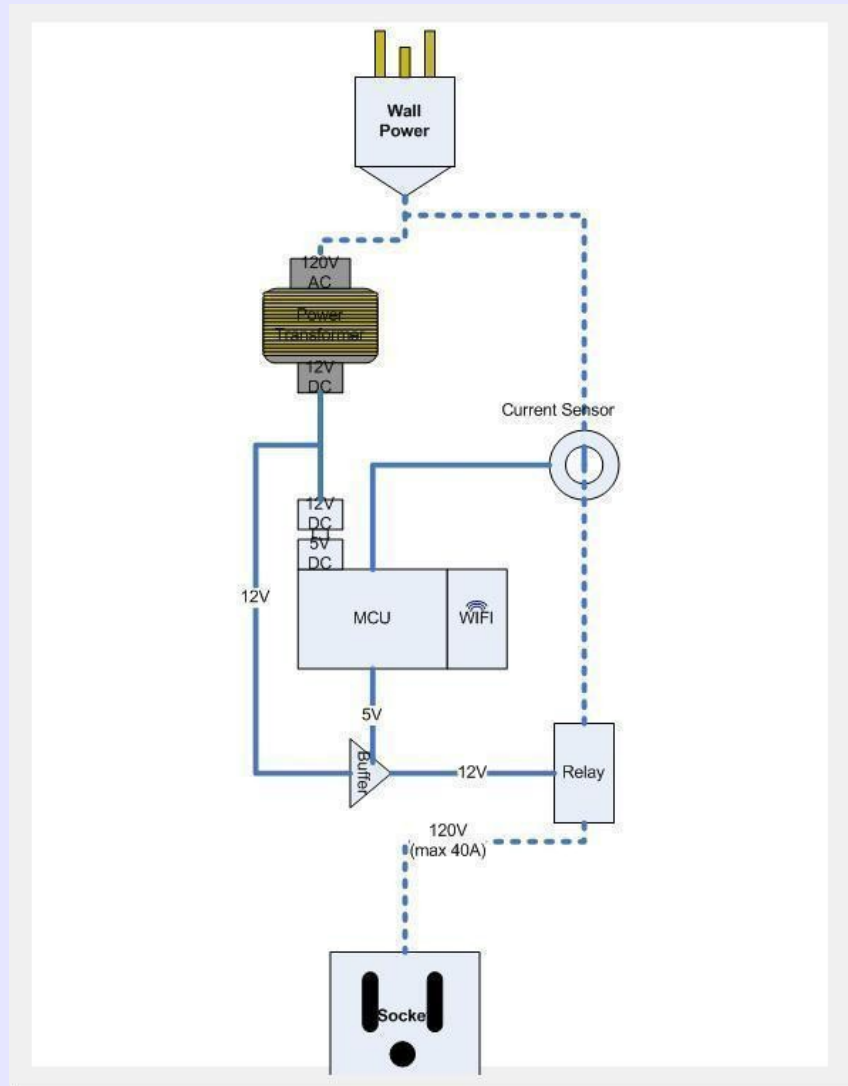 Wall
Power
120V
AC
Power
Transformer
12V
DC
Current Sensor
12V
DC
5V
DC
12V
MCU
WIFI
5V
Buffer
12V
Relay
120V
(max 40A)
Socke